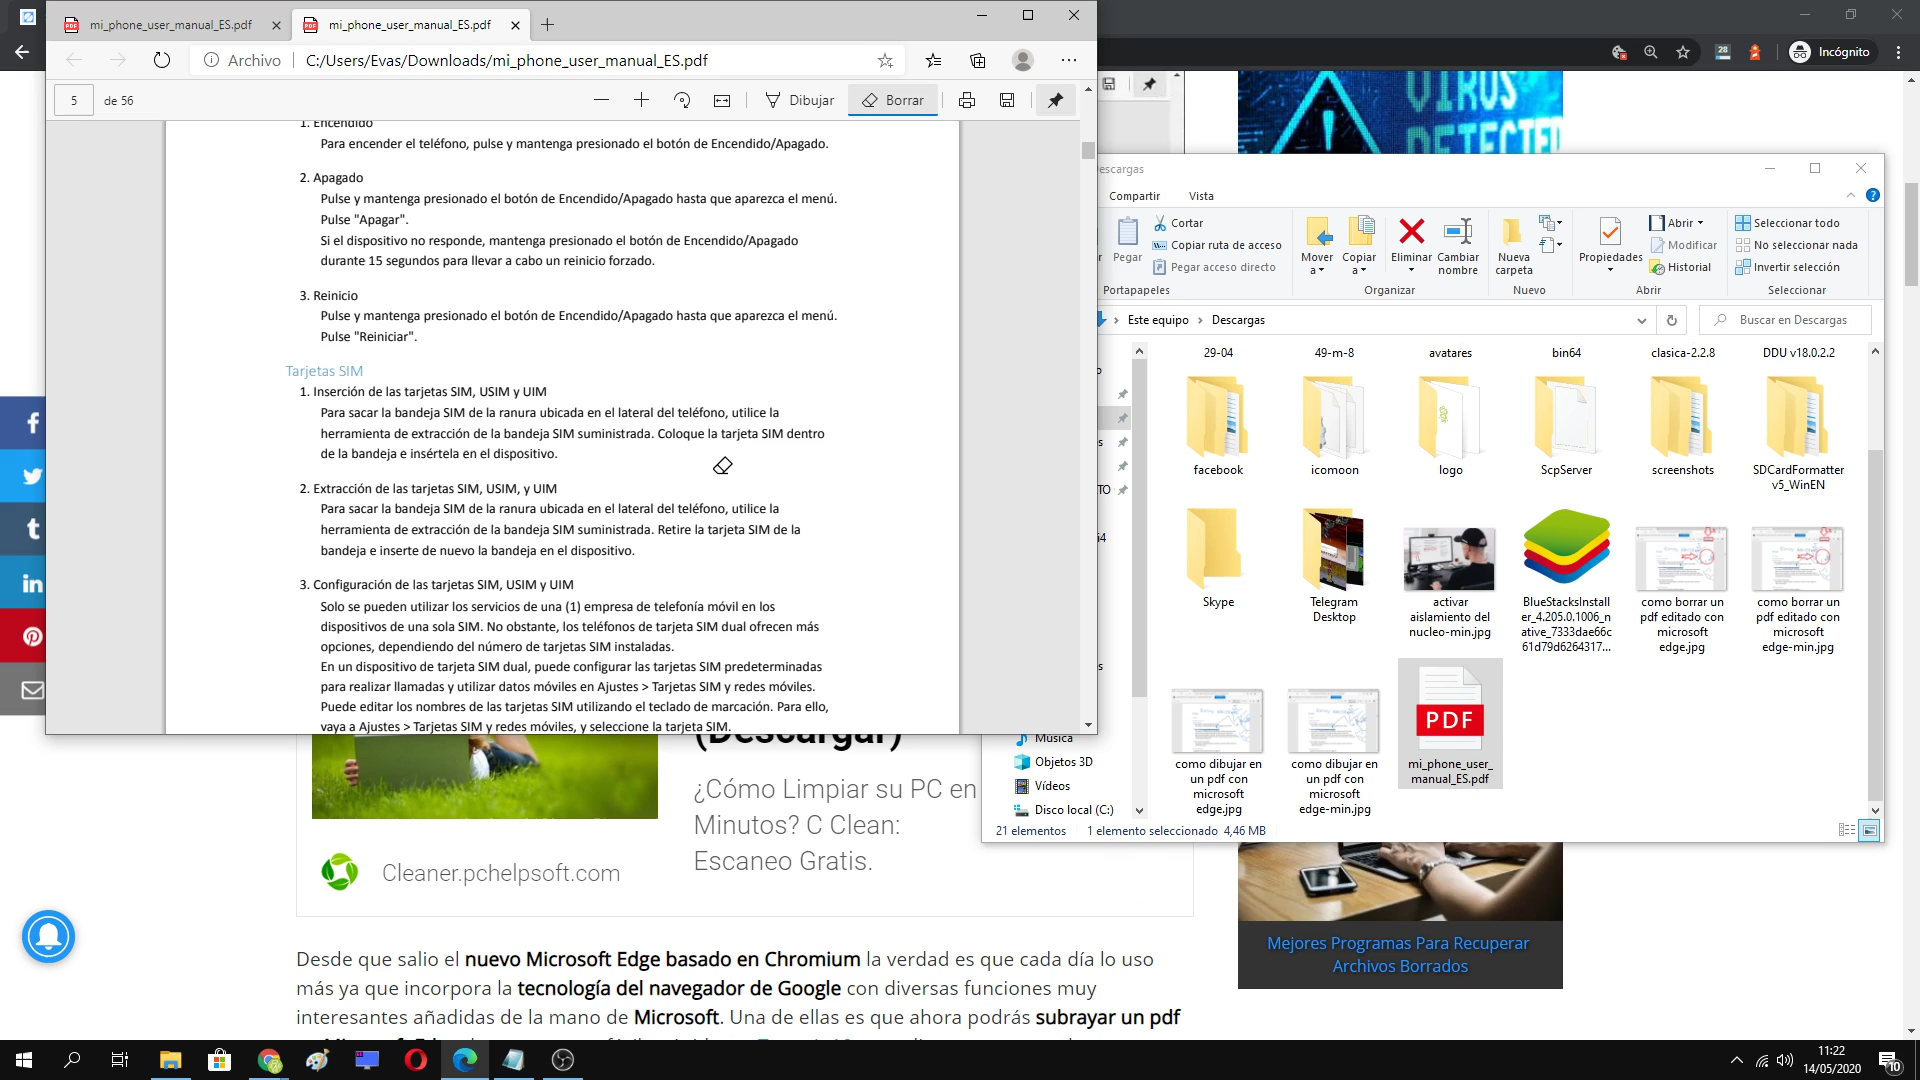 mi_phone_user_manual_ES.pdf
mi_phone_user_manual_ES.pdf
Archivo
C:/Users/Evas/Downloads/mi_phone_user_manual_ES.pdf
28
Incógnito
5
de 56
Dibujar
Borrar
1. Encendido
Para encender el teléfono, pulse y mantenga presionado el botón de Encendido/Apagado.
2. Apagado
Pulse y mantenga presionado el botón de Encendido/Apagado hasta que aparezca el menú.
Pulse "Apagar".
Si el dispositivo no responde, mantenga presionado el botón de Encendido/Apagado
durante 15 segundos para llevar a cabo un reinicio forzado.
3. Reinicio
Pulse y mantenga presionado el botón de Encendido/Apagado hasta que aparezca el menú.
Pulse "Reiniciar".
Tarjetas SIM
1. Inserción de las tarjetas SIM, USIM y UIM
Para sacar la bandeja SIM de la ranura ubicada en el lateral del teléfono, utilice la
herramienta de extracción de la bandeja SIM suministrada. Coloque la tarjeta SIM dentro
de la bandeja e insértela en el dispositivo.
2. Extracción de las tarjetas SIM, USIM, y UIM
Para sacar la bandeja SIM de la ranura ubicada en el lateral del teléfono, utilice la
herramienta de extracción de la bandeja SIM suministrada. Retire la tarjeta SIM de la
bandeja e inserte de nuevo la bandeja en el dispositivo.
3. Configuración de las tarjetas SIM, USIM y UIM
Solo se pueden utilizar los servicios de una (1) empresa de telefonía móvil en los
dispositivos de una sola SIM. No obstante, los teléfonos de tarjeta SIM dual ofrecen más
opciones, dependiendo del número de tarjetas SIM instaladas.
En un dispositivo de tarjeta SIM dual, puede configurar las tarjetas SIM predeterminadas
para realizar llamadas y utilizar datos móviles en Ajustes > Tarjetas SIM y redes móviles.
Puede editar los nombres de las tarjetas SIM utilizando el teclado de marcación. Para ello,
vaya a Ajustes > Tarjetas SIM y redes móviles, y seleccione la tarjeta SIM.
VIRUS
DETECTED
Descargas
Compartir
Vista
Pegar
Cortar
Copiar ruta de acceso
Pegar acceso directo
Portapapeles
Mover
a
Copiar
a
Eliminar
Cambiar
nombre
Organizar
Nueva
carpeta
Nuevo
Propiedades
Abrir
Modificar
Historial
Abrir
Seleccionar todo
No seleccionar nada
Invertir selección
Seleccionar
Este equipo > Descargas
Buscar en Descargas
29-04
49-m-8
avatares
bin64
clasica-2.2.8
DDU v18.0.2.2
facebook
icomoon
logo
ScpServer
screenshots
SDCardFormatter
v5_WinEN
Skype
Telegram
Desktop
activar
aislamiento del
nucleo-min.jpg
BlueStacksInstall
er_4.205.0.1006_n
ative_7333dae66c
61d79d6264317...
como borrar un
pdf editado con
microsoft
edge.jpg
como borrar un
pdf editado con
microsoft
edge-min.jpg
como dibujar en
un pdf con
microsoft
edge.jpg
como dibujar en
un pdf con
microsoft
edge-min.jpg
PDF
mi_phone_user_
manual_ES.pdf
Música
Objetos 3D
Vídeos
Disco local (C:)
21 elementos
1 elemento seleccionado 4,46 MB
(Descargar)
¿Cómo Limpiar su PC en
Minutos? C Clean:
Escaneo Gratis.
Cleaner.pchelpsoft.com
Mejores Programas Para Recuperar
Archivos Borrados
Desde que salio el nuevo Microsoft Edge basado en Chromium la verdad es que cada día lo uso
más ya que incorpora la tecnología del navegador de Google con diversas funciones muy
interesantes añadidas de la mano de Microsoft. Una de ellas es que ahora podrás subrayar un pdf
11:22
14/05/2020
10